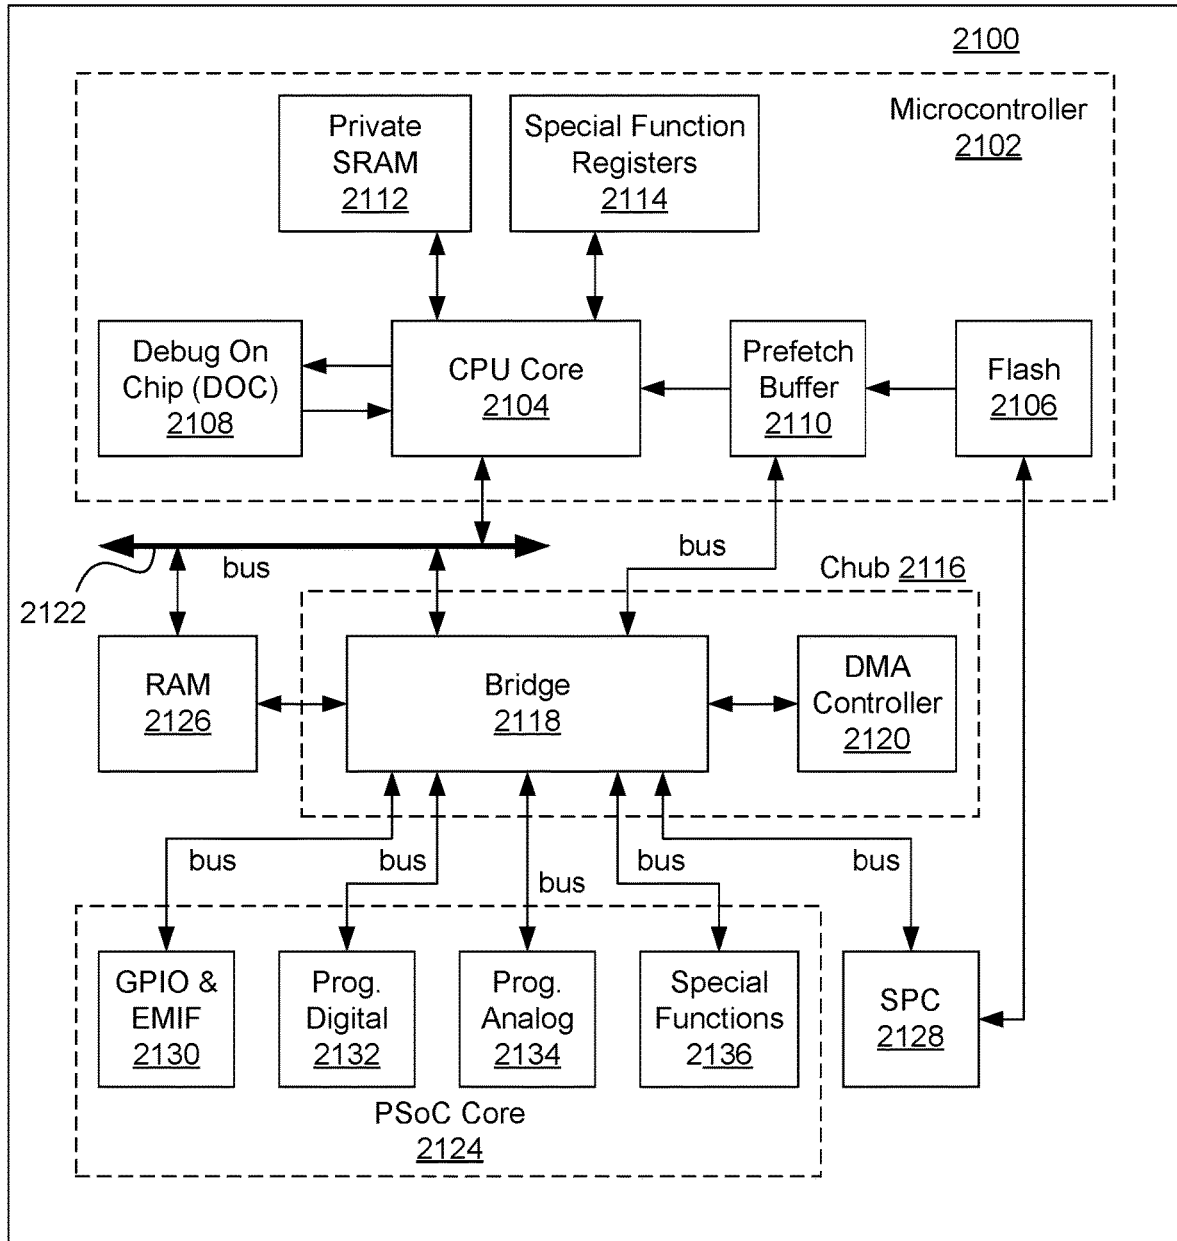 2100
Microcontroller
2102
Private
SRAM
2112
Special Function
Registers
2114
Debug On
Chip (DOC)
2108
CPU Core
2104
Prefetch
Buffer
2110
Flash
2106
bus
2122
bus
Chub 2116
RAM
2126
Bridge
2118
DMA
Controller
2120
bus
bus
bus
bus
bus
GPIO &
EMIF
2130
Prog.
Digital
2132
Prog.
Analog
2134
Special
Functions
2136
SPC
2128
PSoC Core
2124